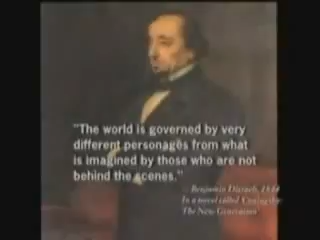 "The world is governed by very
different personages from what
is imagined by those who are not
behind the scenes."
-- Benjamin Disraeli, 1844
In a novel called Coningsby:
The New Generation